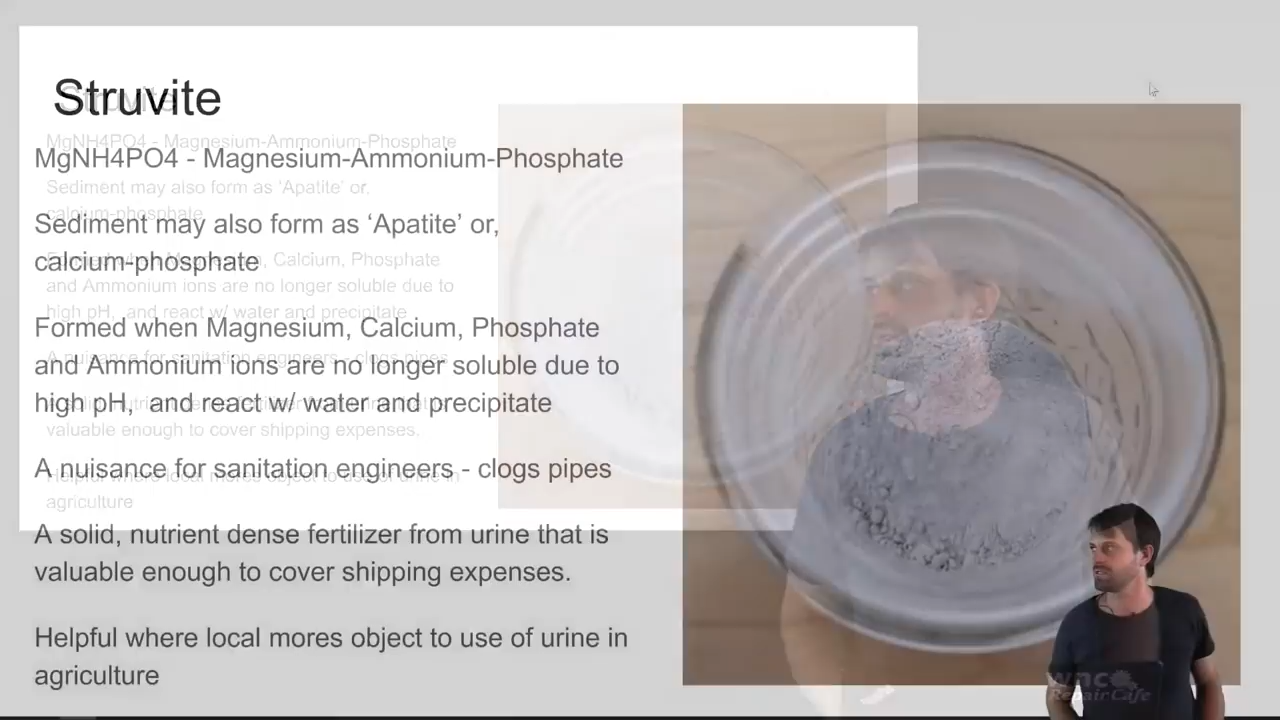 Struvite
MgNH4PO4 - Magnesium-Ammonium-Phosphate
Sediment may also form as ‘Apatite’ or,
calcium-phosphate
Formed when Magnesium, Calcium, Phosphate
and Ammonium ions are no longer soluble due to
high pH,  and react w/ water and precipitate
A nuisance for sanitation engineers - clogs pipes
A solid, nutrient dense fertilizer from urine that is
valuable enough to cover shipping expenses.
Helpful where local mores object to use of urine in
agriculture
wnc
Repair Cafe